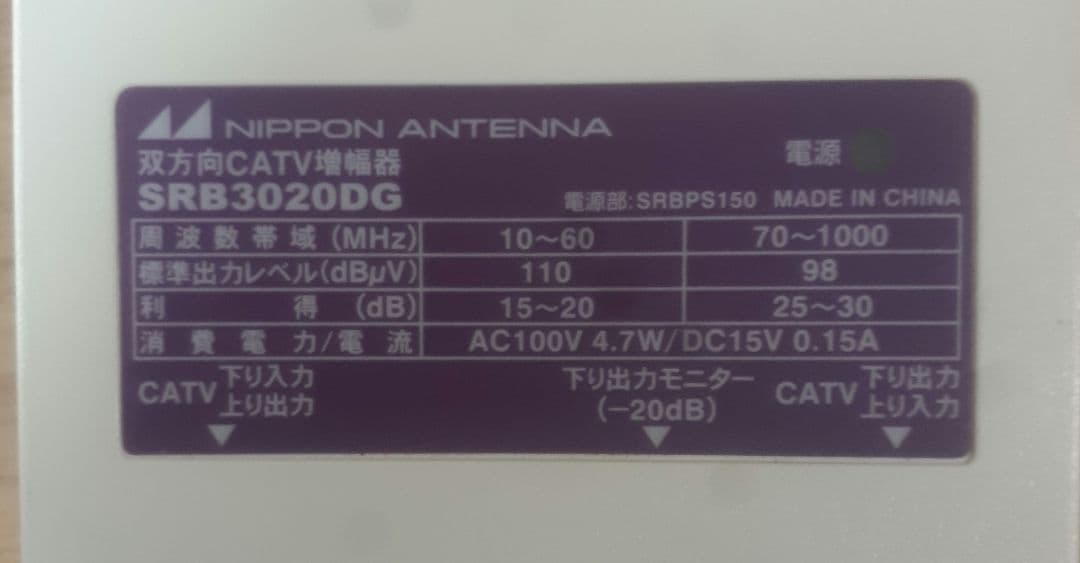 NIPPON ANTENNA
双方向CATV増幅器
電源
SRB3020DG
電源部:SRBPS150 MADE IN CHINA
周波数帯域(MHz) 10～60 70～1000
標準出力レベル(dBµV) 110 98
利得(dB) 15～20 25～30
消費電力/電流 AC100V 4.7W/DC15V 0.15A
CATV 下り入力
上り出力
下り出力モニター
(−20dB)
CATV 下り出力
上り入力